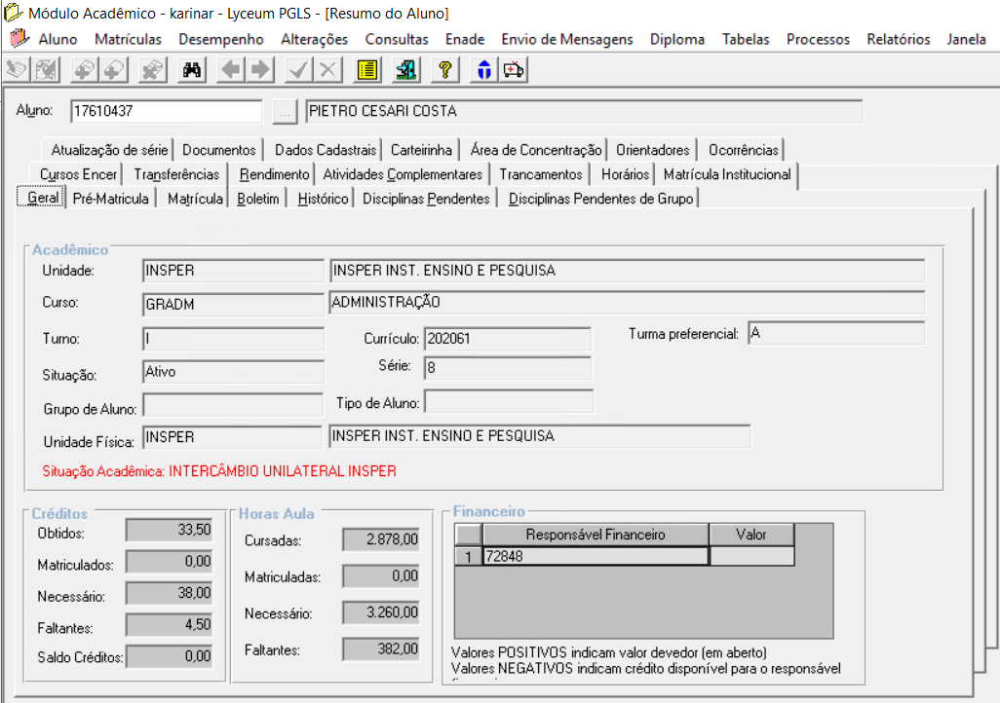 Módulo Acadêmico - karinar - Lyceum PGLS - [Resumo do Aluno]
Aluno Matrículas Desempenho Alterações Consultas Enade Envio de Mensagens Diploma Tabelas Processos Relatórios Janela
Aluno: 17610437 ... PIETRO CESARI COSTA
Atualização de série Documentos Dados Cadastrais Carteirinha Área de Concentração Orientadores Ocorrências
Cursos Encer Transferências Rendimento Atividades Complementares Trancamentos Horários Matrícula Institucional
Geral Pré-Matricula Matrícula Boletim Histórico Disciplinas Pendentes Disciplinas Pendentes de Grupo
Acadêmico
Unidade: INSPER INSPER INST. ENSINO E PESQUISA
Curso: GRADM ADMINISTRAÇÃO
Turno: I Currículo: 202061 Turma preferencial: A
Situação: Ativo Série: 8
Grupo de Aluno: Tipo de Aluno:
Unidade Física: INSPER INSPER INST. ENSINO E PESQUISA
Situação Acadêmica: INTERCÂMBIO UNILATERAL INSPER
Créditos
Obtidos: 33,50
Matriculados: 0,00
Necessário: 38,00
Faltantes: 4,50
Saldo Créditos: 0,00
Horas Aula
Cursadas: 2.878,00
Matriculadas: 0,00
Necessário: 3.260,00
Faltantes: 382,00
Financeiro
Responsável Financeiro Valor
1 72848
Valores POSITIVOS indicam valor devedor (em aberto)
Valores NEGATIVOS indicam crédito disponível para o responsável